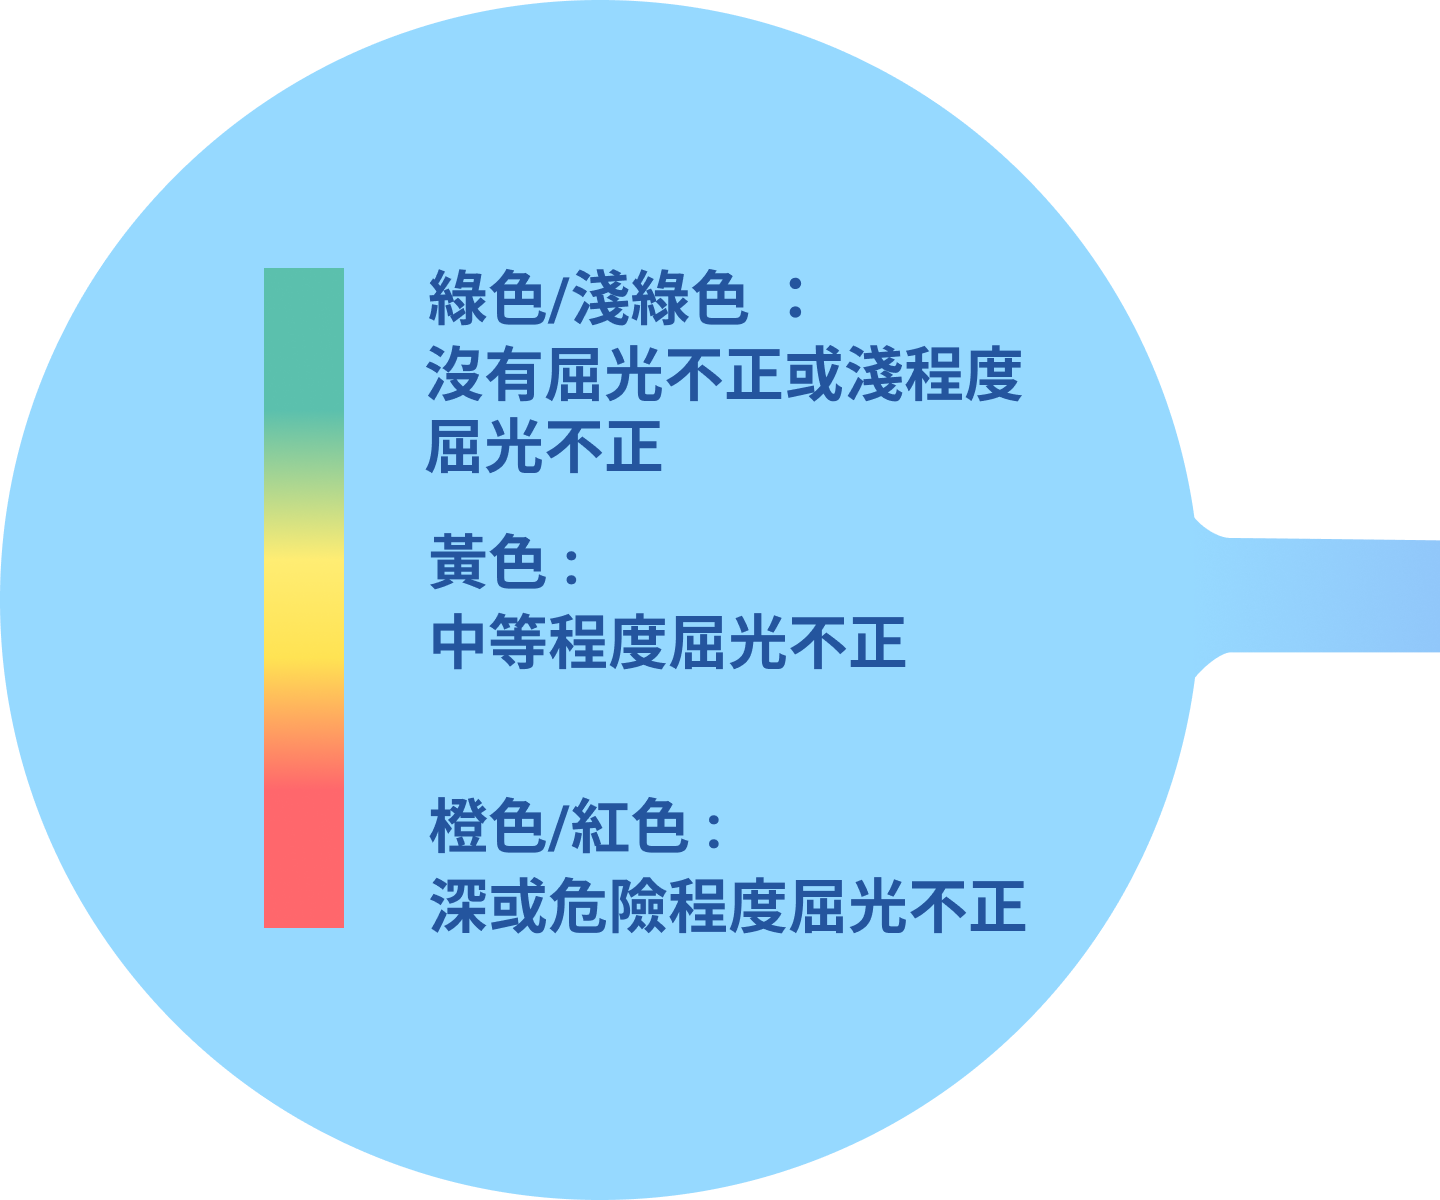 綠色/淺綠色 ：
沒有屈光不正或淺程度
屈光不正
黃色 :
中等程度屈光不正
橙色/紅色 :
深或危險程度屈光不正